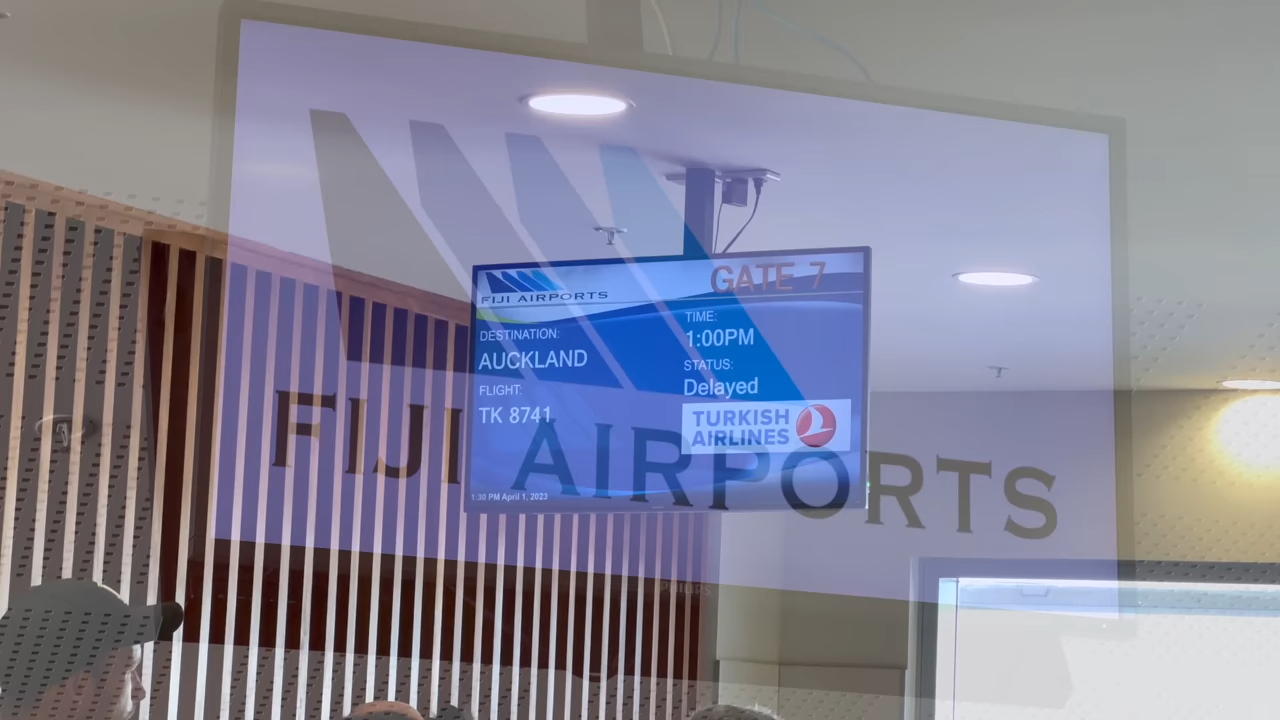 FIJI AIRPORTS
GATE 7
DESTINATION:
AUCKLAND
FLIGHT:
TK 8741
TIME:
1:00PM
STATUS:
Delayed
TURKISH
AIRLINES
1:30 PM April 1, 2023
FIJI AIRPORTS
PHILIPS